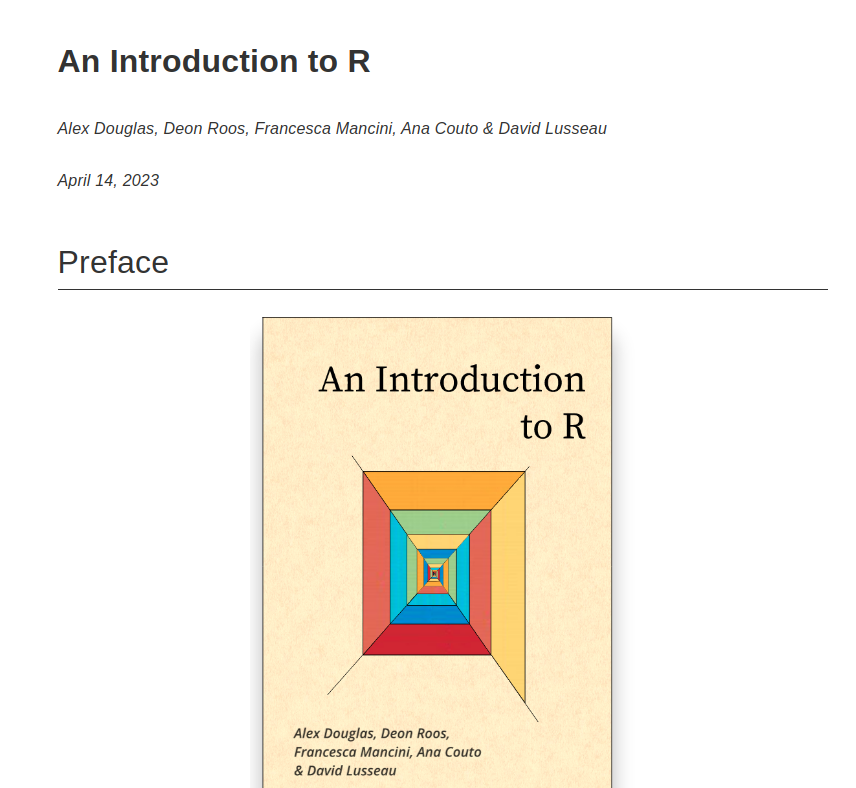 An Introduction to R
Alex Douglas, Deon Roos, Francesca Mancini, Ana Couto & David Lusseau
April 14, 2023
Preface
An Introduction
to R
Alex Douglas, Deon Roos,
Francesca Mancini, Ana Couto
& David Lusseau